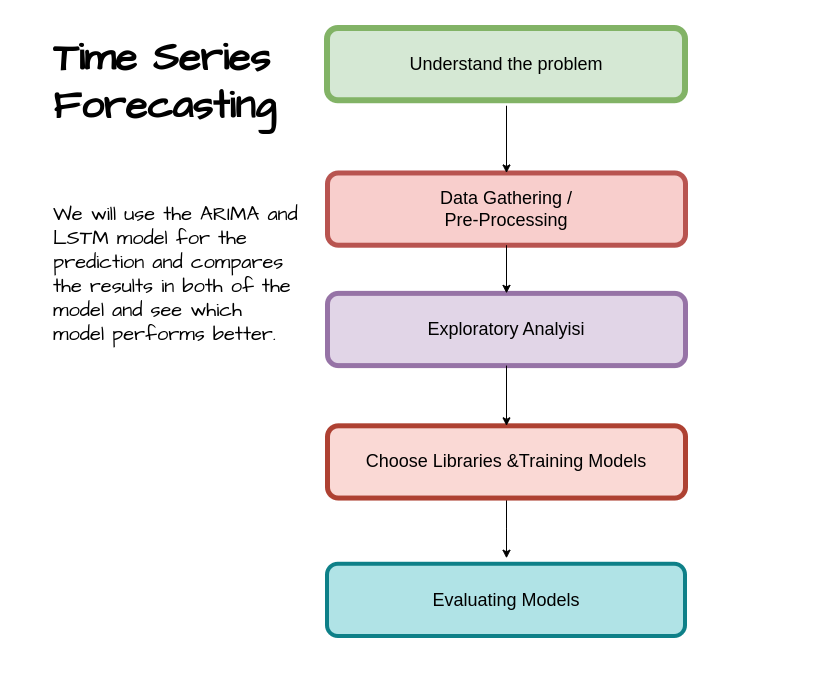 Time Series
Forecasting
We will use the ARIMA and
LSTM model for the
prediction and compares
the results in both of the
model and see which
model performs better.
Understand the problem
Data Gathering /
Pre-Processing
Exploratory Analyisi
Choose Libraries &Training Models
Evaluating Models